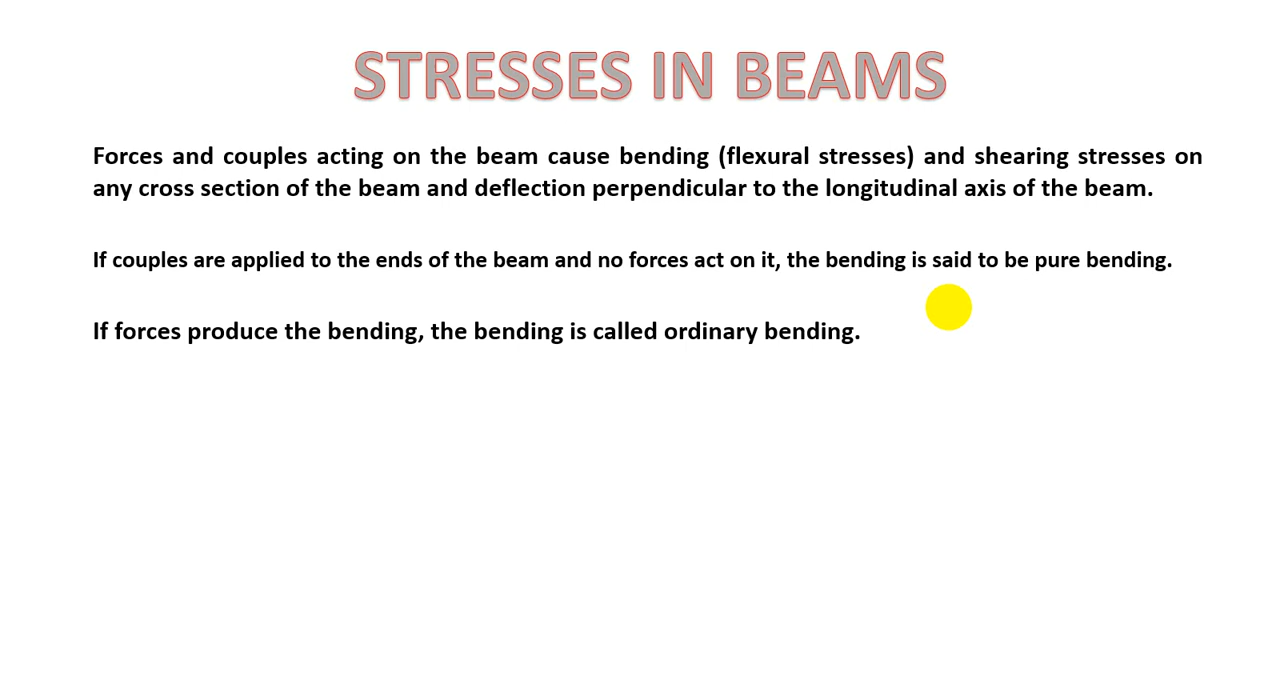 STRESSES IN BEAMS
Forces and couples acting on the beam cause bending (flexural stresses) and shearing stresses on
any cross section of the beam and deflection perpendicular to the longitudinal axis of the beam.
If couples are applied to the ends of the beam and no forces act on it, the bending is said to be pure bending.
If forces produce the bending, the bending is called ordinary bending.